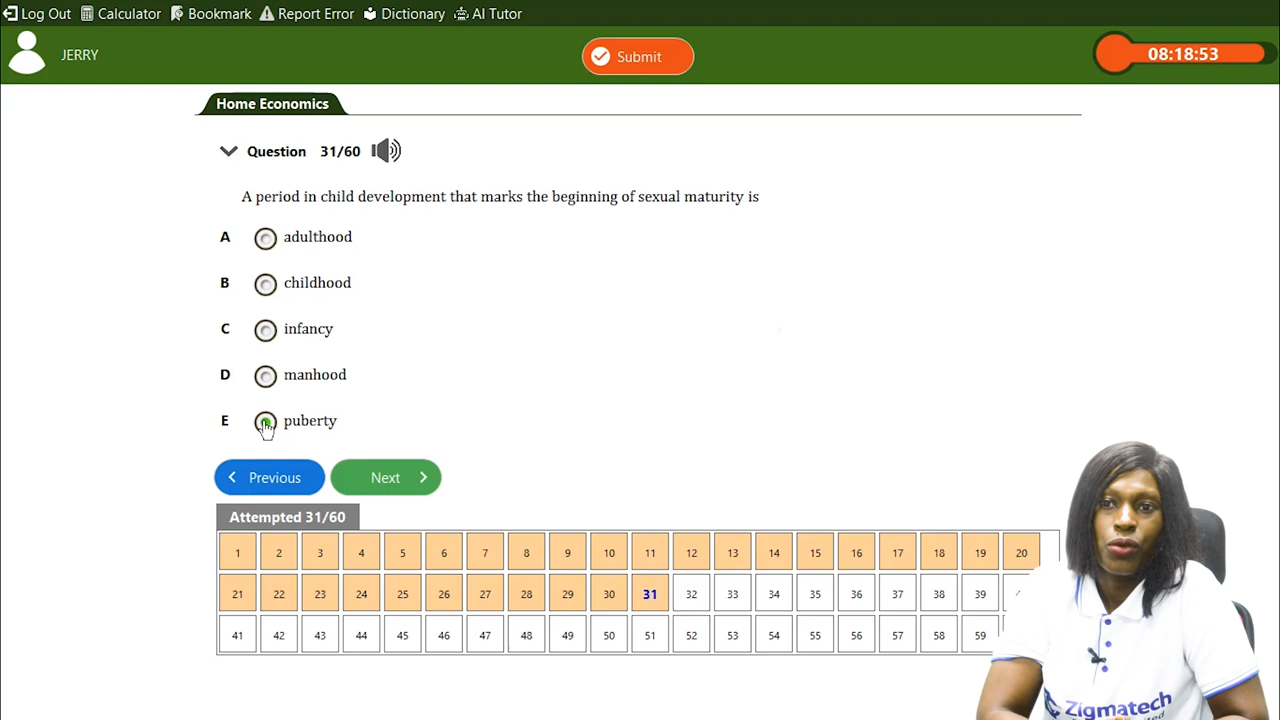 Log Out Calculator Bookmark Report Error Dictionary AI Tutor
JERRY
Submit
08:18:53
Home Economics
Question 31/60
A period in child development that marks the beginning of sexual maturity is
A adulthood
B childhood
C infancy
D manhood
E puberty
Previous Next
Attempted 31/60
1 2 3 4 5 6 7 8 9 10 11 12 13 14 15 16 17 18 19 20
21 22 23 24 25 26 27 28 29 30 31 32 33 34 35 36 37 38 39
41 42 43 44 45 46 47 48 49 50 51 52 53 54 55 56 57 58 59
Zigmatech